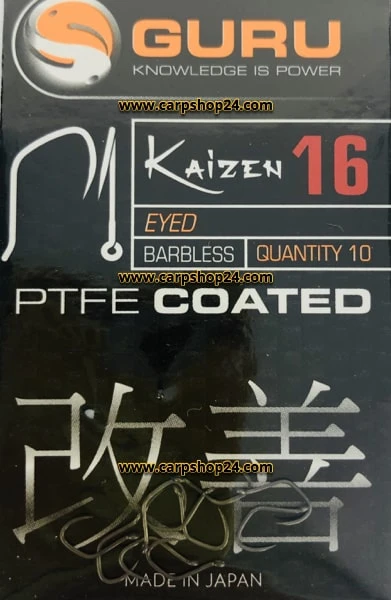 GURU
KNOWLEDGE IS POWER
www.carpshop24.com
Kaizen 16
EYED
BARBLESS QUANTITY 10
www.carpshop24.com
PTFE COATED
改善
www.carpshop24.com
MADE IN JAPAN